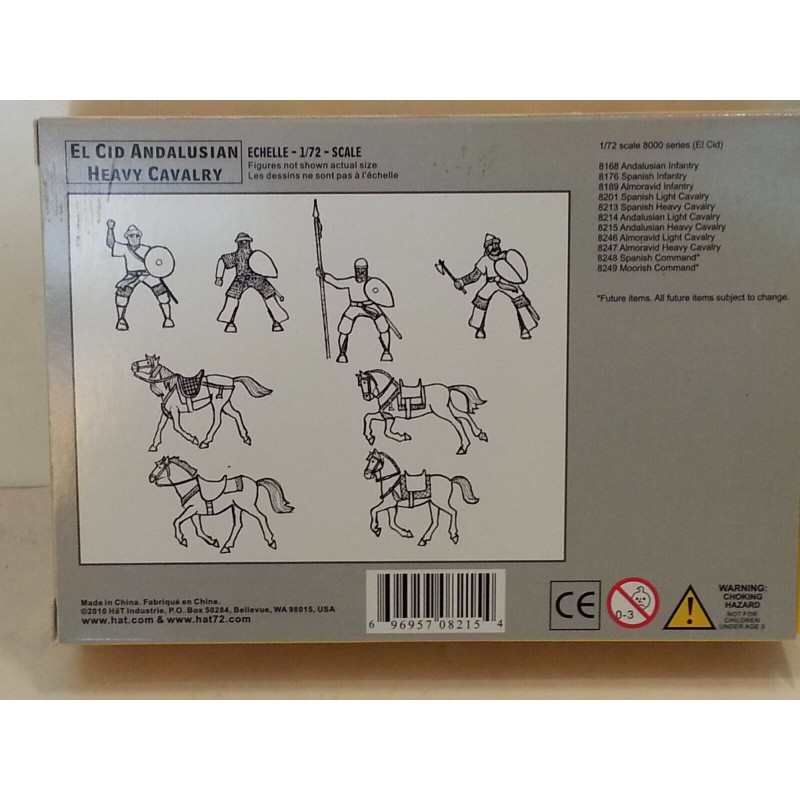 EL CID ANDALUSIAN
HEAVY CAVALRY
ECHELLE - 1/72 - SCALE
Figures not shown actual size
Les dessins ne sont pas à l'échelle
1/72 scale 8000 series (El Cid)
8168 Andalusian Infantry
8176 Spanish Infantry
8189 Almoravid Infantry
8201 Spanish Light Cavalry
8213 Spanish Heavy Cavalry
8214 Andalusian Light Cavalry
8215 Andalusian Heavy Cavalry
8246 Almoravid Light Cavalry
8247 Almoravid Heavy Cavalry
8248 Spanish Command*
8249 Moorish Command*
*Future items. All future items subject to change.
Made in China. Fabriqué en Chine.
©2010 HäT Industrie, P.O. Box 50284, Bellevue, WA 98015, USA
www.hat.com & www.hat72.com
6 96957 08215 4
CE
0-3
WARNING:
CHOKING
HAZARD
NOT FOR
CHILDREN
UNDER AGE 5